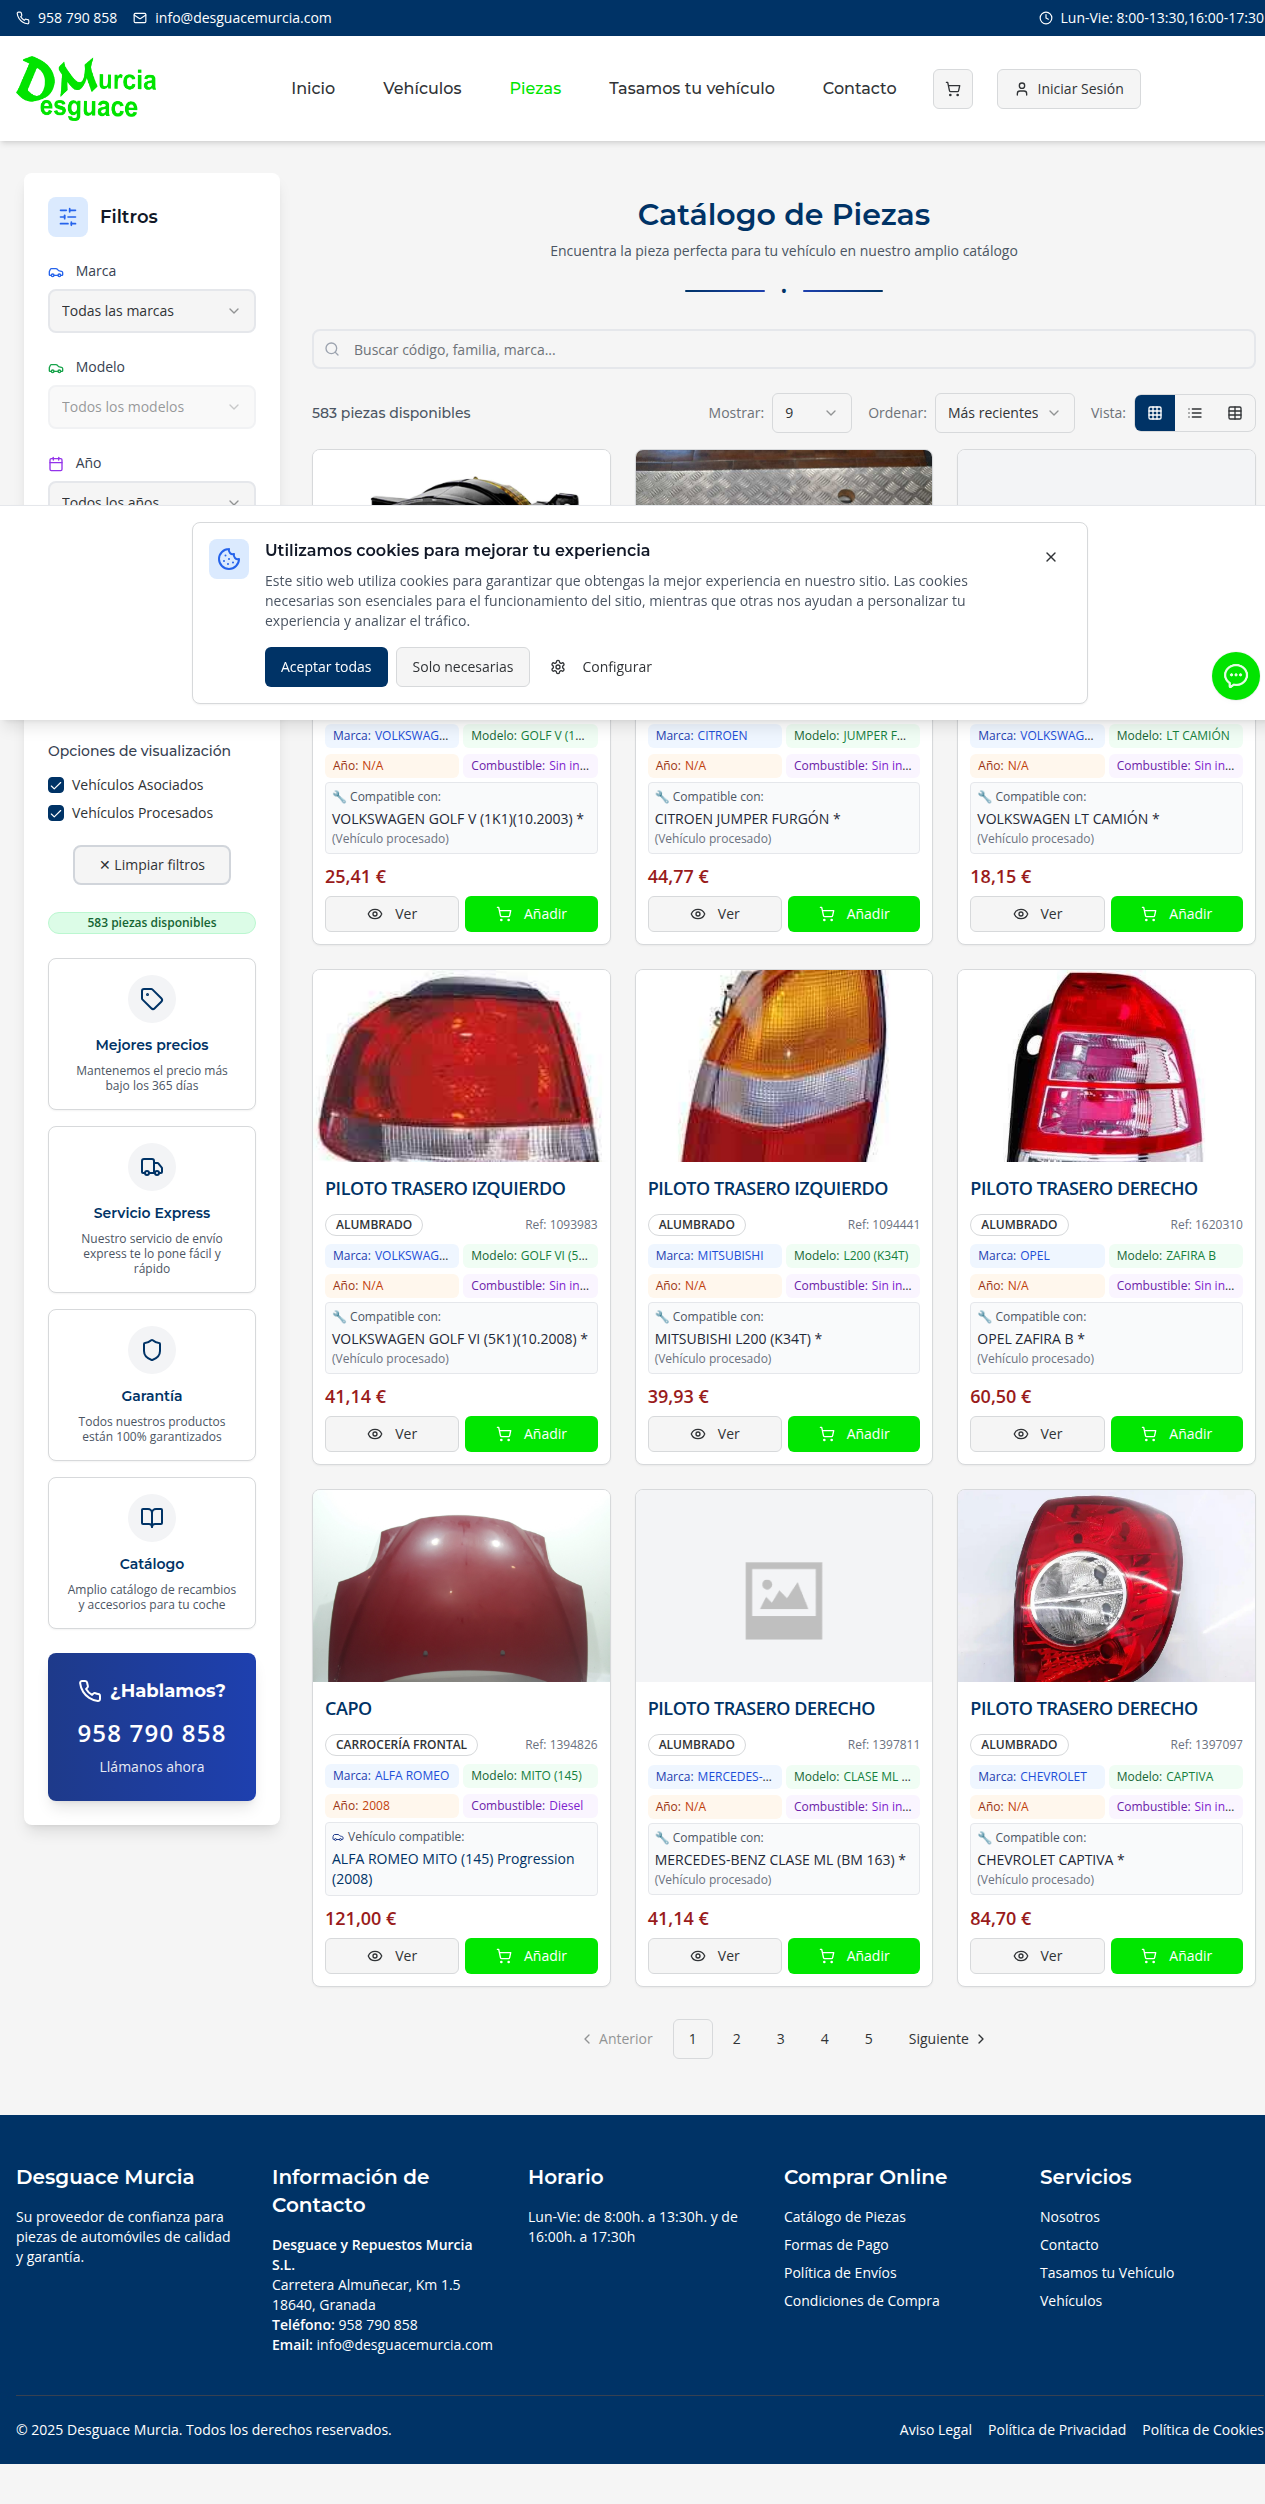 958 790 858 info@desguacemurcia.com Lun-Vie: 8:00-13:30,16:00-17:30
DMurcia
esguace
Inicio Vehículos Piezas Tasamos tu vehículo Contacto Iniciar Sesión
Filtros
Marca
Todas las marcas
Modelo
Todos los modelos
Año
Todos los años
Catálogo de Piezas
Encuentra la pieza perfecta para tu vehículo en nuestro amplio catálogo
Buscar código, familia, marca...
583 piezas disponibles Mostrar: 9 Ordenar: Más recientes Vista:
Utilizamos cookies para mejorar tu experiencia
Este sitio web utiliza cookies para garantizar que obtengas la mejor experiencia en nuestro sitio. Las cookies
necesarias son esenciales para el funcionamiento del sitio, mientras que otras nos ayudan a personalizar tu
experiencia y analizar el tráfico.
Aceptar todas Solo necesarias Configurar
Opciones de visualización
Vehículos Asociados
Vehículos Procesados
✕ Limpiar filtros
583 piezas disponibles
Mejores precios
Mantenemos el precio más
bajo los 365 días
Servicio Express
Nuestro servicio de envío
express te lo pone fácil y
rápido
Garantía
Todos nuestros productos
están 100% garantizados
Catálogo
Amplio catálogo de recambios
y accesorios para tu coche
¿Hablamos?
958 790 858
Llámanos ahora
Marca: VOLKSWAG... Modelo: GOLF V (1...
Año: N/A Combustible: Sin in...
Compatible con:
VOLKSWAGEN GOLF V (1K1)(10.2003) *
(Vehículo procesado)
25,41 €
Ver Añadir
Marca: CITROEN Modelo: JUMPER F...
Año: N/A Combustible: Sin in...
Compatible con:
CITROEN JUMPER FURGÓN *
(Vehículo procesado)
44,77 €
Ver Añadir
Marca: VOLKSWAG... Modelo: LT CAMIÓN
Año: N/A Combustible: Sin in...
Compatible con:
VOLKSWAGEN LT CAMIÓN *
(Vehículo procesado)
18,15 €
Ver Añadir
PILOTO TRASERO IZQUIERDO
ALUMBRADO Ref: 1093983
Marca: VOLKSWAG... Modelo: GOLF VI (5...
Año: N/A Combustible: Sin in...
Compatible con:
VOLKSWAGEN GOLF VI (5K1)(10.2008) *
(Vehículo procesado)
41,14 €
Ver Añadir
PILOTO TRASERO IZQUIERDO
ALUMBRADO Ref: 1094441
Marca: MITSUBISHI Modelo: L200 (K34T)
Año: N/A Combustible: Sin in...
Compatible con:
MITSUBISHI L200 (K34T) *
(Vehículo procesado)
39,93 €
Ver Añadir
PILOTO TRASERO DERECHO
ALUMBRADO Ref: 1620310
Marca: OPEL Modelo: ZAFIRA B
Año: N/A Combustible: Sin in...
Compatible con:
OPEL ZAFIRA B *
(Vehículo procesado)
60,50 €
Ver Añadir
CAPO
CARROCERÍA FRONTAL Ref: 1394826
Marca: ALFA ROMEO Modelo: MITO (145)
Año: 2008 Combustible: Diesel
Vehículo compatible:
ALFA ROMEO MITO (145) Progression
(2008)
121,00 €
Ver Añadir
PILOTO TRASERO DERECHO
ALUMBRADO Ref: 1397811
Marca: MERCEDES-... Modelo: CLASE ML ...
Año: N/A Combustible: Sin in...
Compatible con:
MERCEDES-BENZ CLASE ML (BM 163) *
(Vehículo procesado)
41,14 €
Ver Añadir
PILOTO TRASERO DERECHO
ALUMBRADO Ref: 1397097
Marca: CHEVROLET Modelo: CAPTIVA
Año: N/A Combustible: Sin in...
Compatible con:
CHEVROLET CAPTIVA *
(Vehículo procesado)
84,70 €
Ver Añadir
Anterior 1 2 3 4 5 Siguiente
Desguace Murcia
Su proveedor de confianza para
piezas de automóviles de calidad
y garantía.
Información de
Contacto
Desguace y Repuestos Murcia
S.L.
Carretera Almuñecar, Km 1.5
18640, Granada
Teléfono: 958 790 858
Email: info@desguacemurcia.com
Horario
Lun-Vie: de 8:00h. a 13:30h. y de
16:00h. a 17:30h
Comprar Online
Catálogo de Piezas
Formas de Pago
Política de Envíos
Condiciones de Compra
Servicios
Nosotros
Contacto
Tasamos tu Vehículo
Vehículos
© 2025 Desguace Murcia. Todos los derechos reservados. Aviso Legal Política de Privacidad Política de Cookies